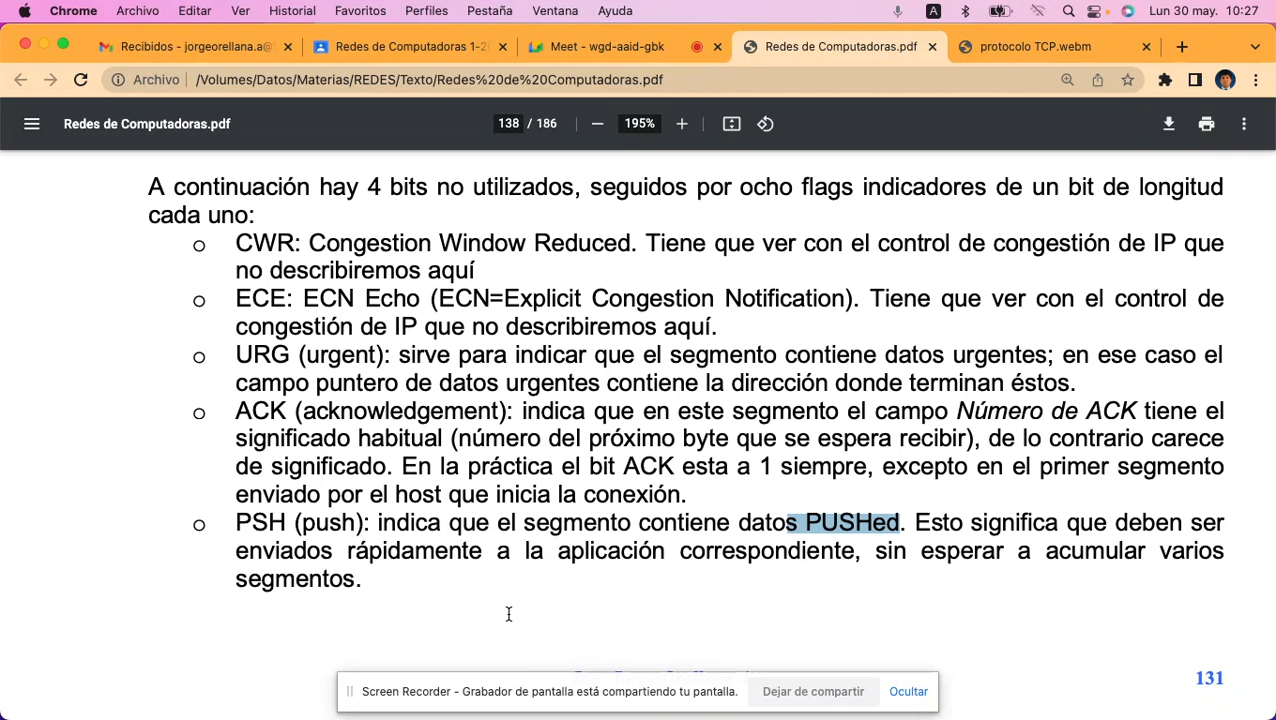 Chrome Archivo Editar Ver Historial Favoritos Perfiles Pestaña Ventana Ayuda A Lun 30 may. 10:27
Recibidos - jorgeorellana.a@ Redes de Computadoras 1-2 Meet - wgd-aaid-gbk Redes de Computadoras.pdf protocolo TCP.webm
Archivo /Volumes/Datos/Materias/REDES/Texto/Redes%20de%20Computadoras.pdf
Redes de Computadoras.pdf 138 / 186 195%
A continuación hay 4 bits no utilizados, seguidos por ocho flags indicadores de un bit de longitud
cada uno:
o CWR: Congestion Window Reduced. Tiene que ver con el control de congestión de IP que
no describiremos aquí
o ECE: ECN Echo (ECN=Explicit Congestion Notification). Tiene que ver con el control de
congestión de IP que no describiremos aquí.
o URG (urgent): sirve para indicar que el segmento contiene datos urgentes; en ese caso el
campo puntero de datos urgentes contiene la dirección donde terminan éstos.
o ACK (acknowledgement): indica que en este segmento el campo Número de ACK tiene el
significado habitual (número del próximo byte que se espera recibir), de lo contrario carece
de significado. En la práctica el bit ACK esta a 1 siempre, excepto en el primer segmento
enviado por el host que inicia la conexión.
o PSH (push): indica que el segmento contiene datos PUSHed. Esto significa que deben ser
enviados rápidamente a la aplicación correspondiente, sin esperar a acumular varios
segmentos.
131
Screen Recorder - Grabador de pantalla está compartiendo tu pantalla. Dejar de compartir Ocultar